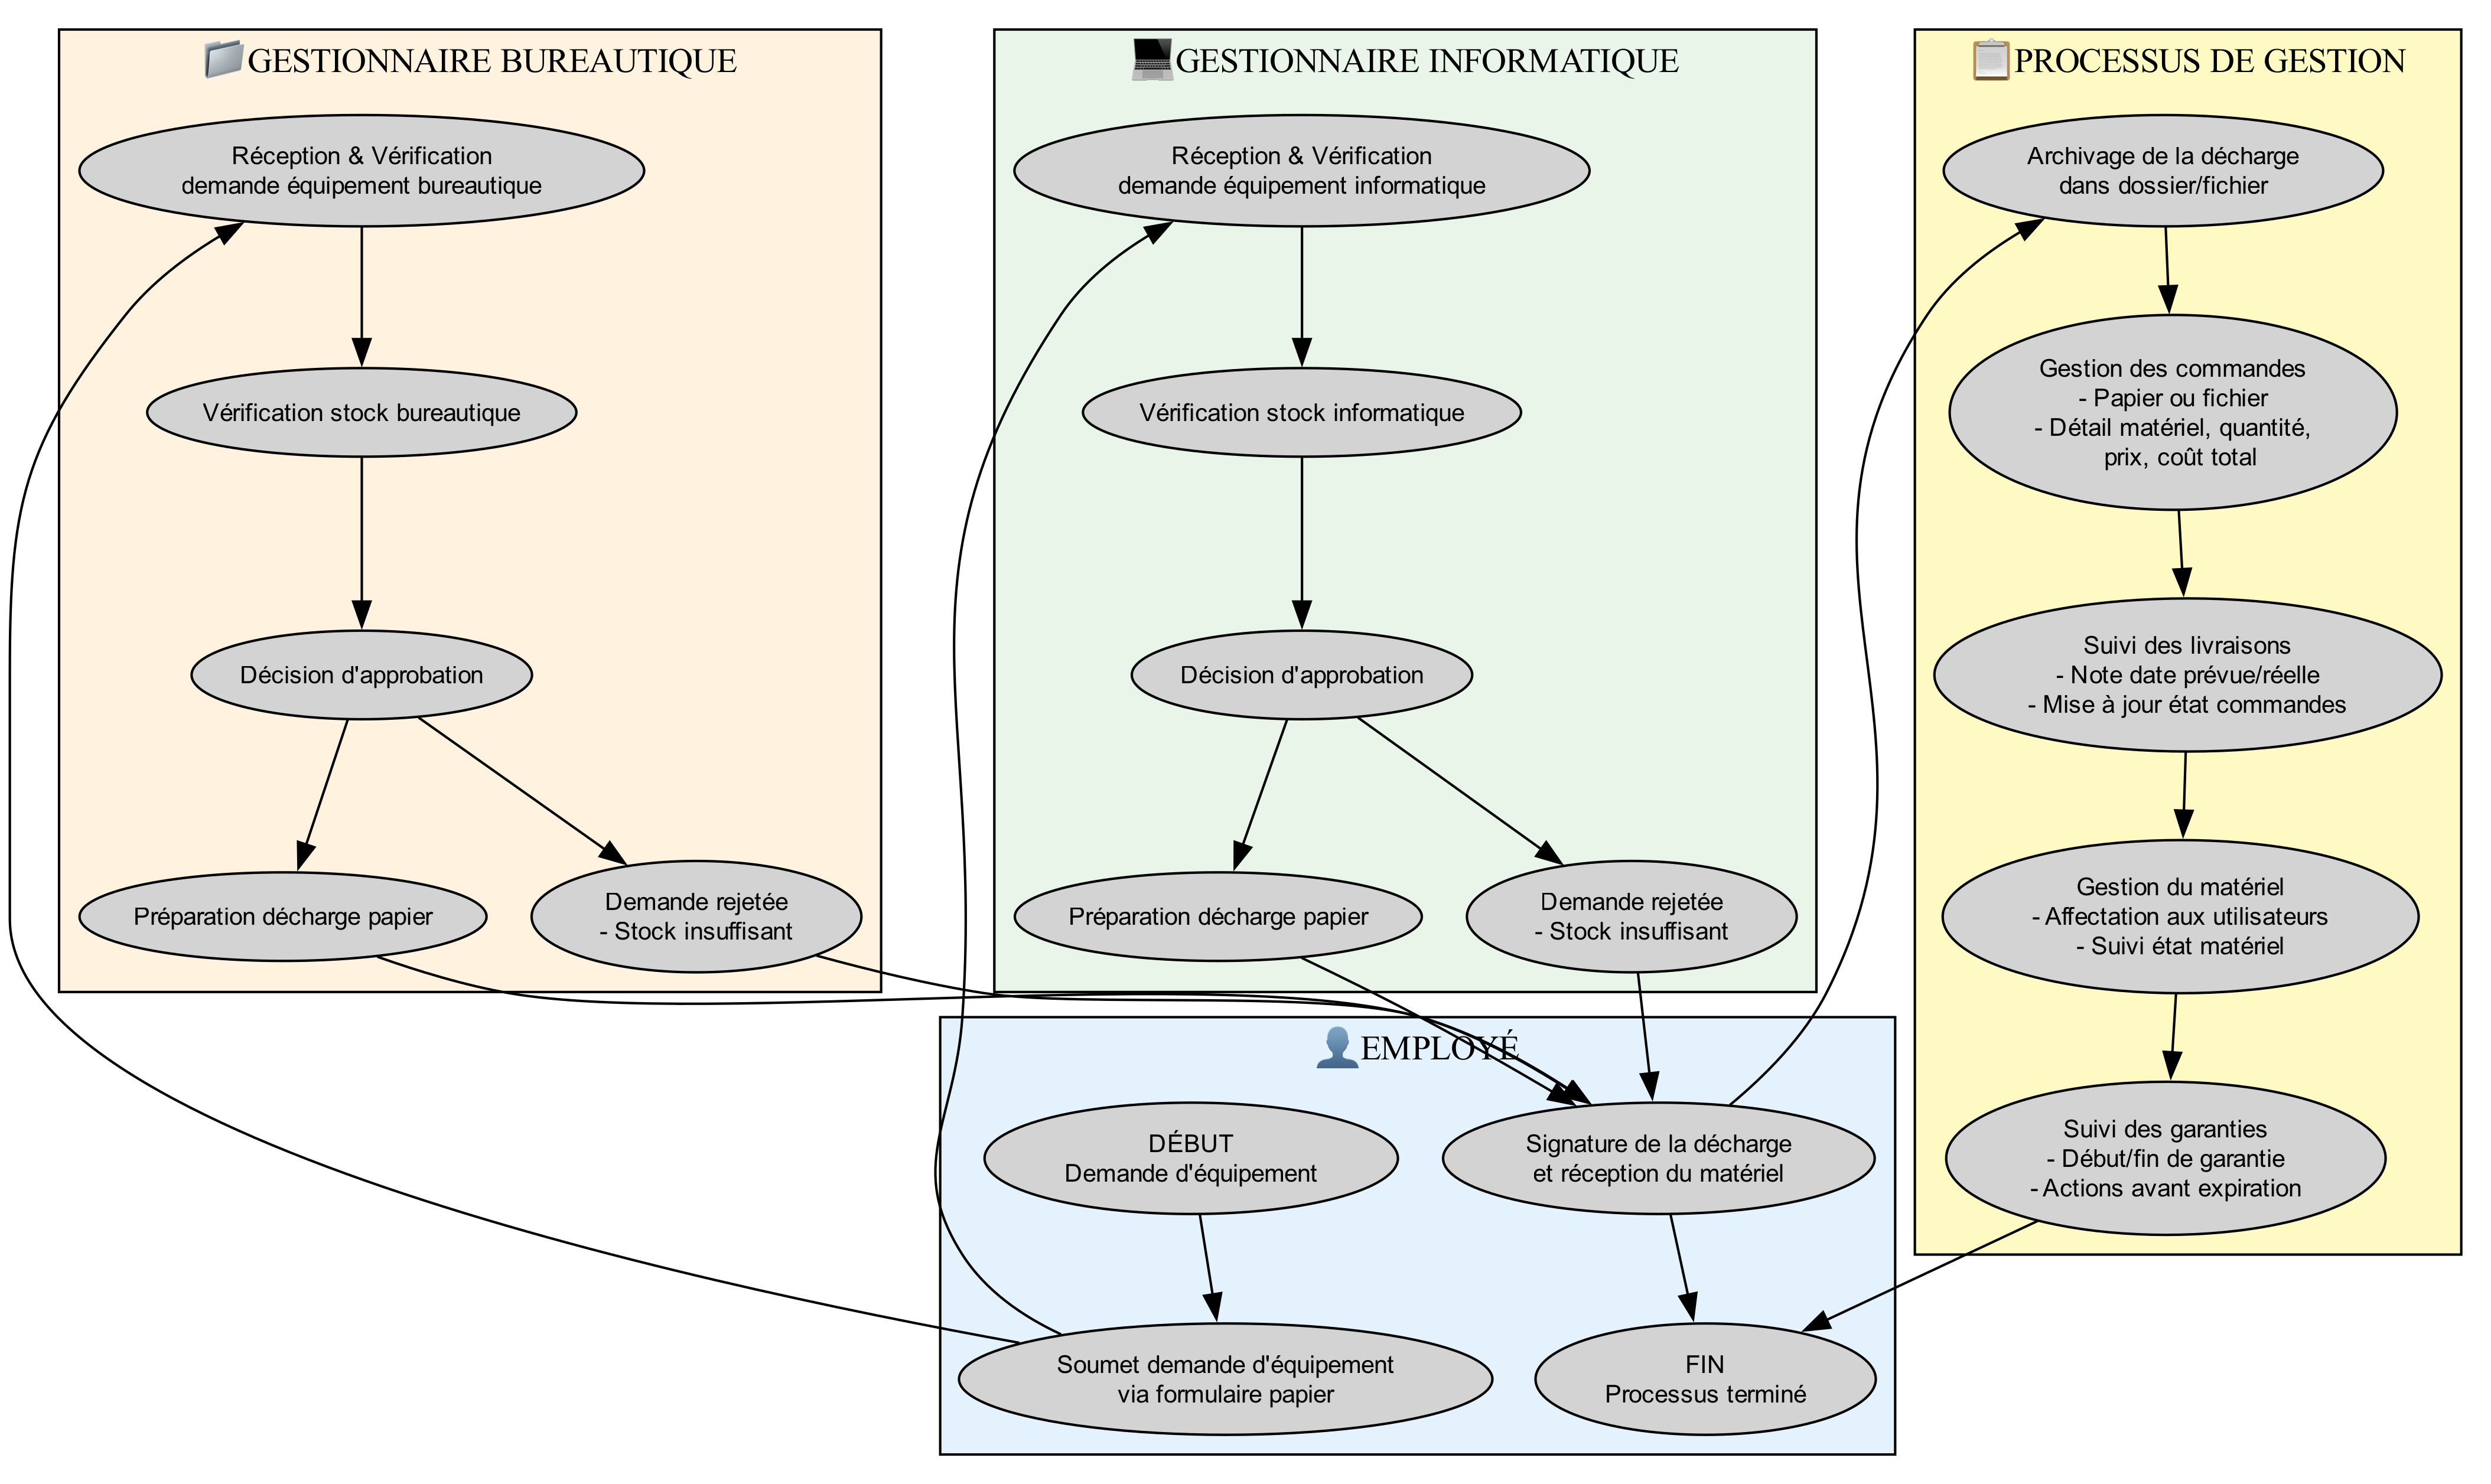 GESTIONNAIRE BUREAUTIQUE
Réception & Vérification
demande équipement bureautique
Vérification stock bureautique
Décision d'approbation
Préparation décharge papier
Demande rejetée
- Stock insuffisant
GESTIONNAIRE INFORMATIQUE
Réception & Vérification
demande équipement informatique
Vérification stock informatique
Décision d'approbation
Préparation décharge papier
Demande rejetée
- Stock insuffisant
PROCESSUS DE GESTION
Archivage de la décharge
dans dossier/fichier
Gestion des commandes
- Papier ou fichier
- Détail matériel, quantité,
prix, coût total
Suivi des livraisons
- Note date prévue/réelle
- Mise à jour état commandes
Gestion du matériel
- Affectation aux utilisateurs
- Suivi état matériel
Suivi des garanties
- Début/fin de garantie
- Actions avant expiration
EMPLOYÉ
DÉBUT
Demande d'équipement
Signature de la décharge
et réception du matériel
Soumet demande d'équipement
via formulaire papier
FIN
Processus terminé